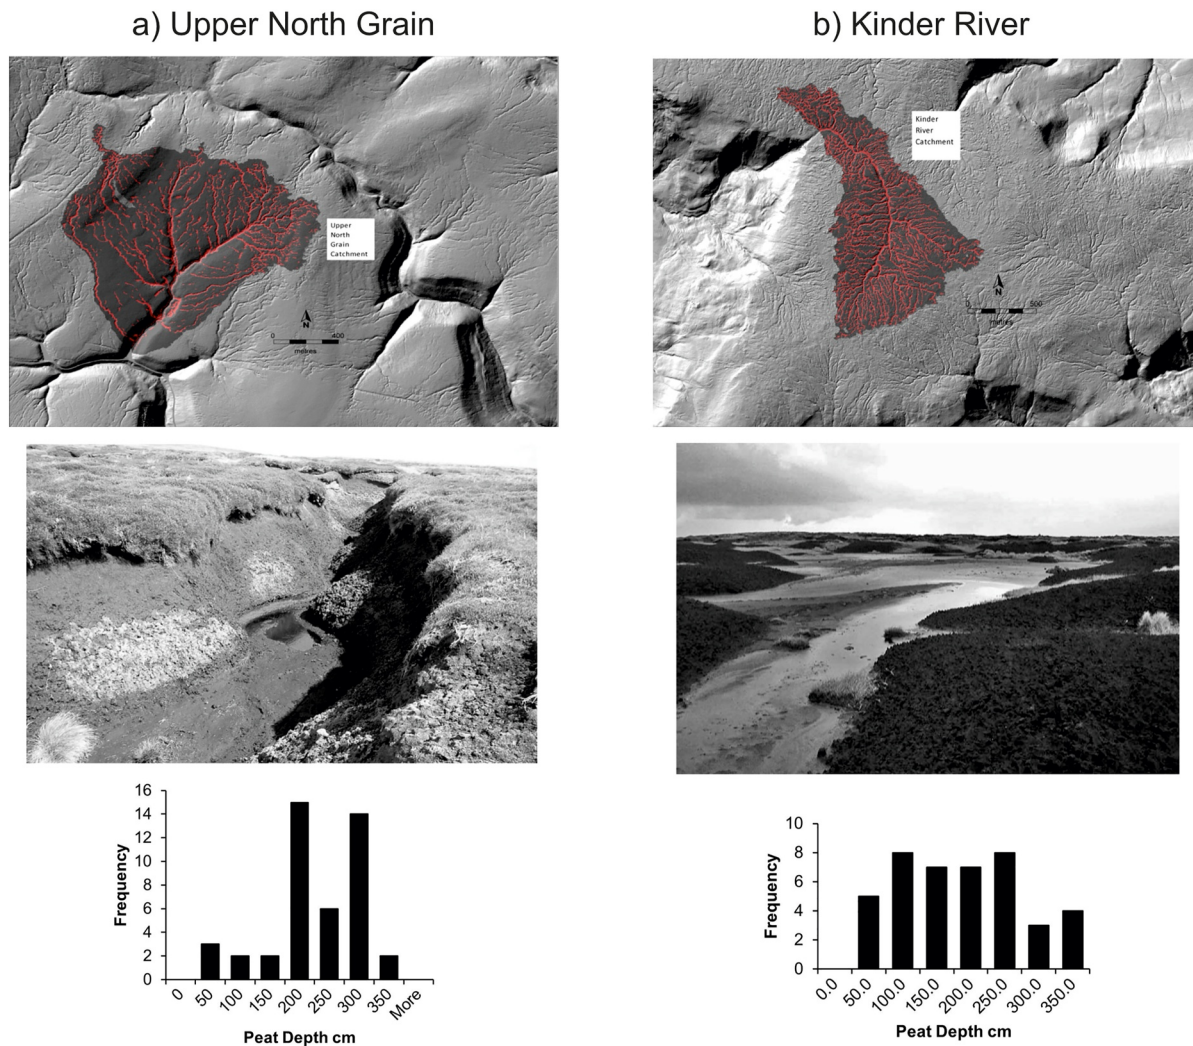 a) Upper North Grain
b) Kinder River
Upper
North
Grain
Catchment
N
0 400
metres
Kinder
River
Catchment
N
0 500
metres
16
14
12
10
8
6
4
2
0
Frequency
0 50 100 150 200 250 300 350 More
Peat Depth cm
10
8
6
4
2
0
Frequency
0.0 50.0 100.0 150.0 200.0 250.0 300.0 350.0
Peat Depth cm